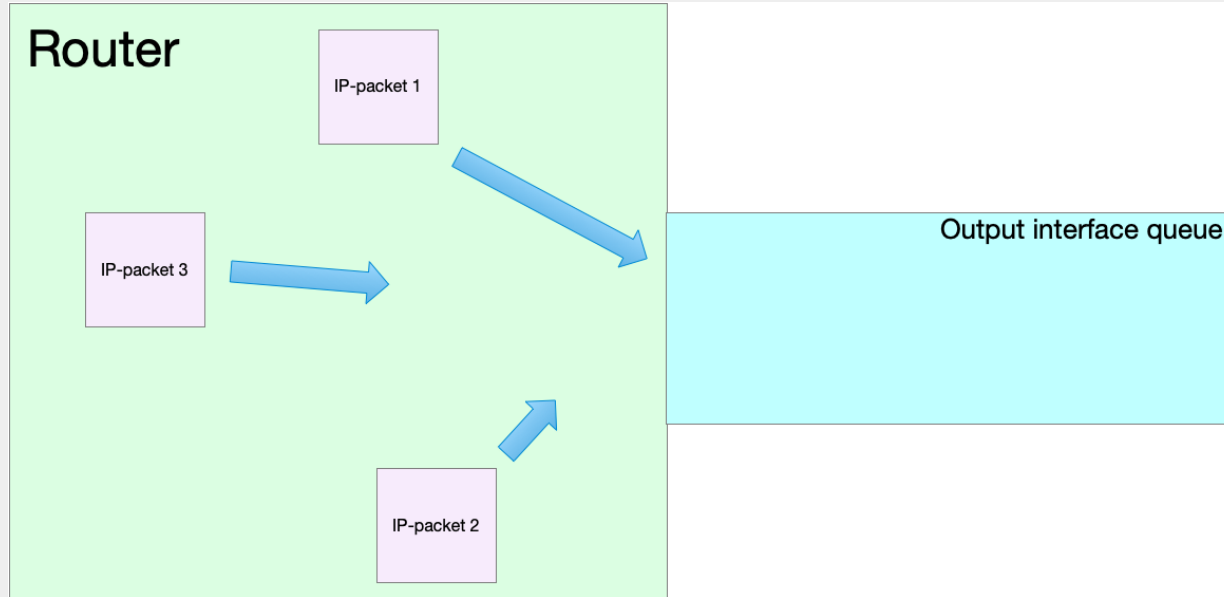 Router
IP-packet 1
Output interface queue
IP-packet 3
IP-packet 2